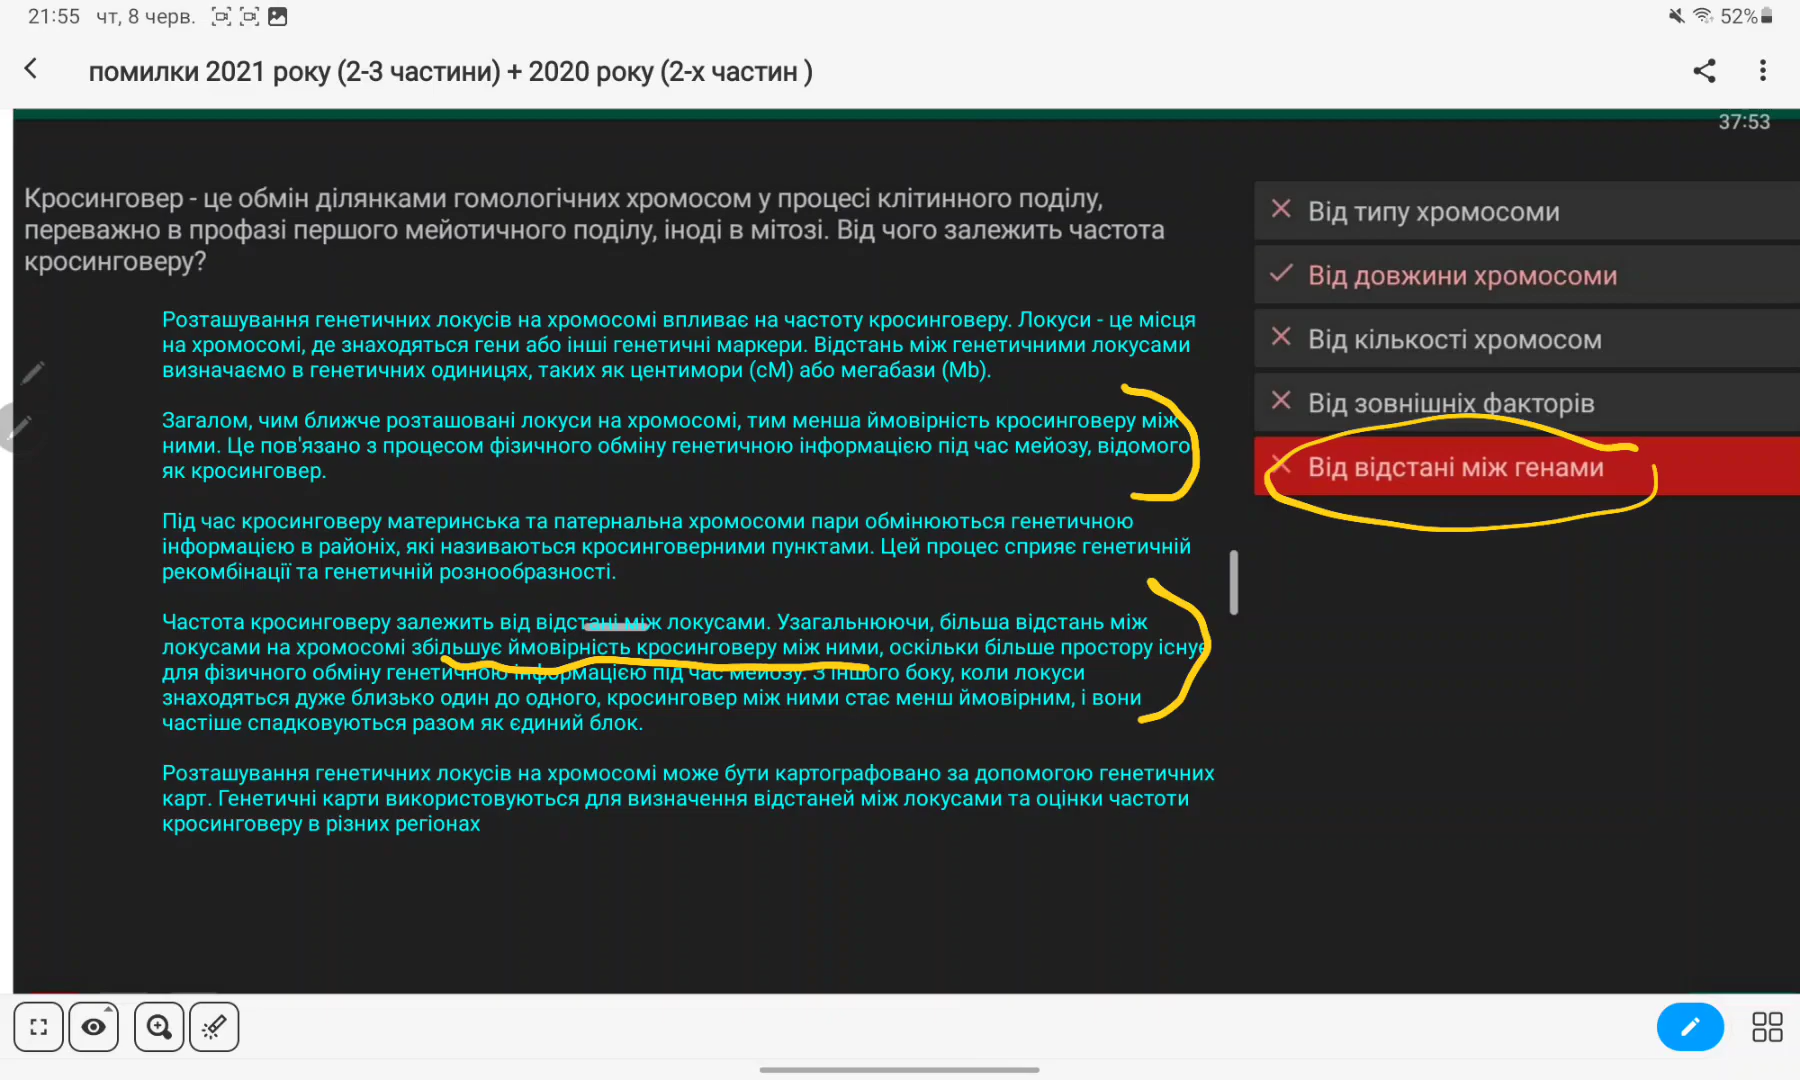 21:55 чт, 8 черв.
52%
помилки 2021 року (2-3 частини) + 2020 року (2-х частин )
37:53
Кросинговер - це обмін ділянками гомологічних хромосом у процесі клітинного поділу,
переважно в профазі першого мейотичного поділу, іноді в мітозі. Від чого залежить частота
кросинговеру?
Розташування генетичних локусів на хромосомі впливає на частоту кросинговеру. Локуси - це місця
на хромосомі, де знаходяться гени або інші генетичні маркери. Відстань між генетичними локусами
визначаємо в генетичних одиницях, таких як центимори (сМ) або мегабази (Mb).
Загалом, чим ближче розташовані локуси на хромосомі, тим менша ймовірність кросинговеру між
ними. Це пов'язано з процесом фізичного обміну генетичною інформацією під час мейозу, відомого
як кросинговер.
Під час кросинговеру материнська та патернальна хромосоми пари обмінюються генетичною
інформацією в районіх, які називаються кросинговерними пунктами. Цей процес сприяє генетичній
рекомбінації та генетичній рознообразності.
Частота кросинговеру залежить від відстані між локусами. Узагальнюючи, більша відстань між
локусами на хромосомі збільшує ймовірність кросинговеру між ними, оскільки більше простору існує
для фізичного обміну генетичною інформацією під час мейозу. З іншого боку, коли локуси
знаходяться дуже близько один до одного, кросинговер між ними стає менш ймовірним, і вони
частіше спадковуються разом як єдиний блок.
Розташування генетичних локусів на хромосомі може бути картографовано за допомогою генетичних
карт. Генетичні карти використовуються для визначення відстаней між локусами та оцінки частоти
кросинговеру в різних регіонах
Від типу хромосоми
Від довжини хромосоми
Від кількості хромосом
Від зовнішніх факторів
Від відстані між генами